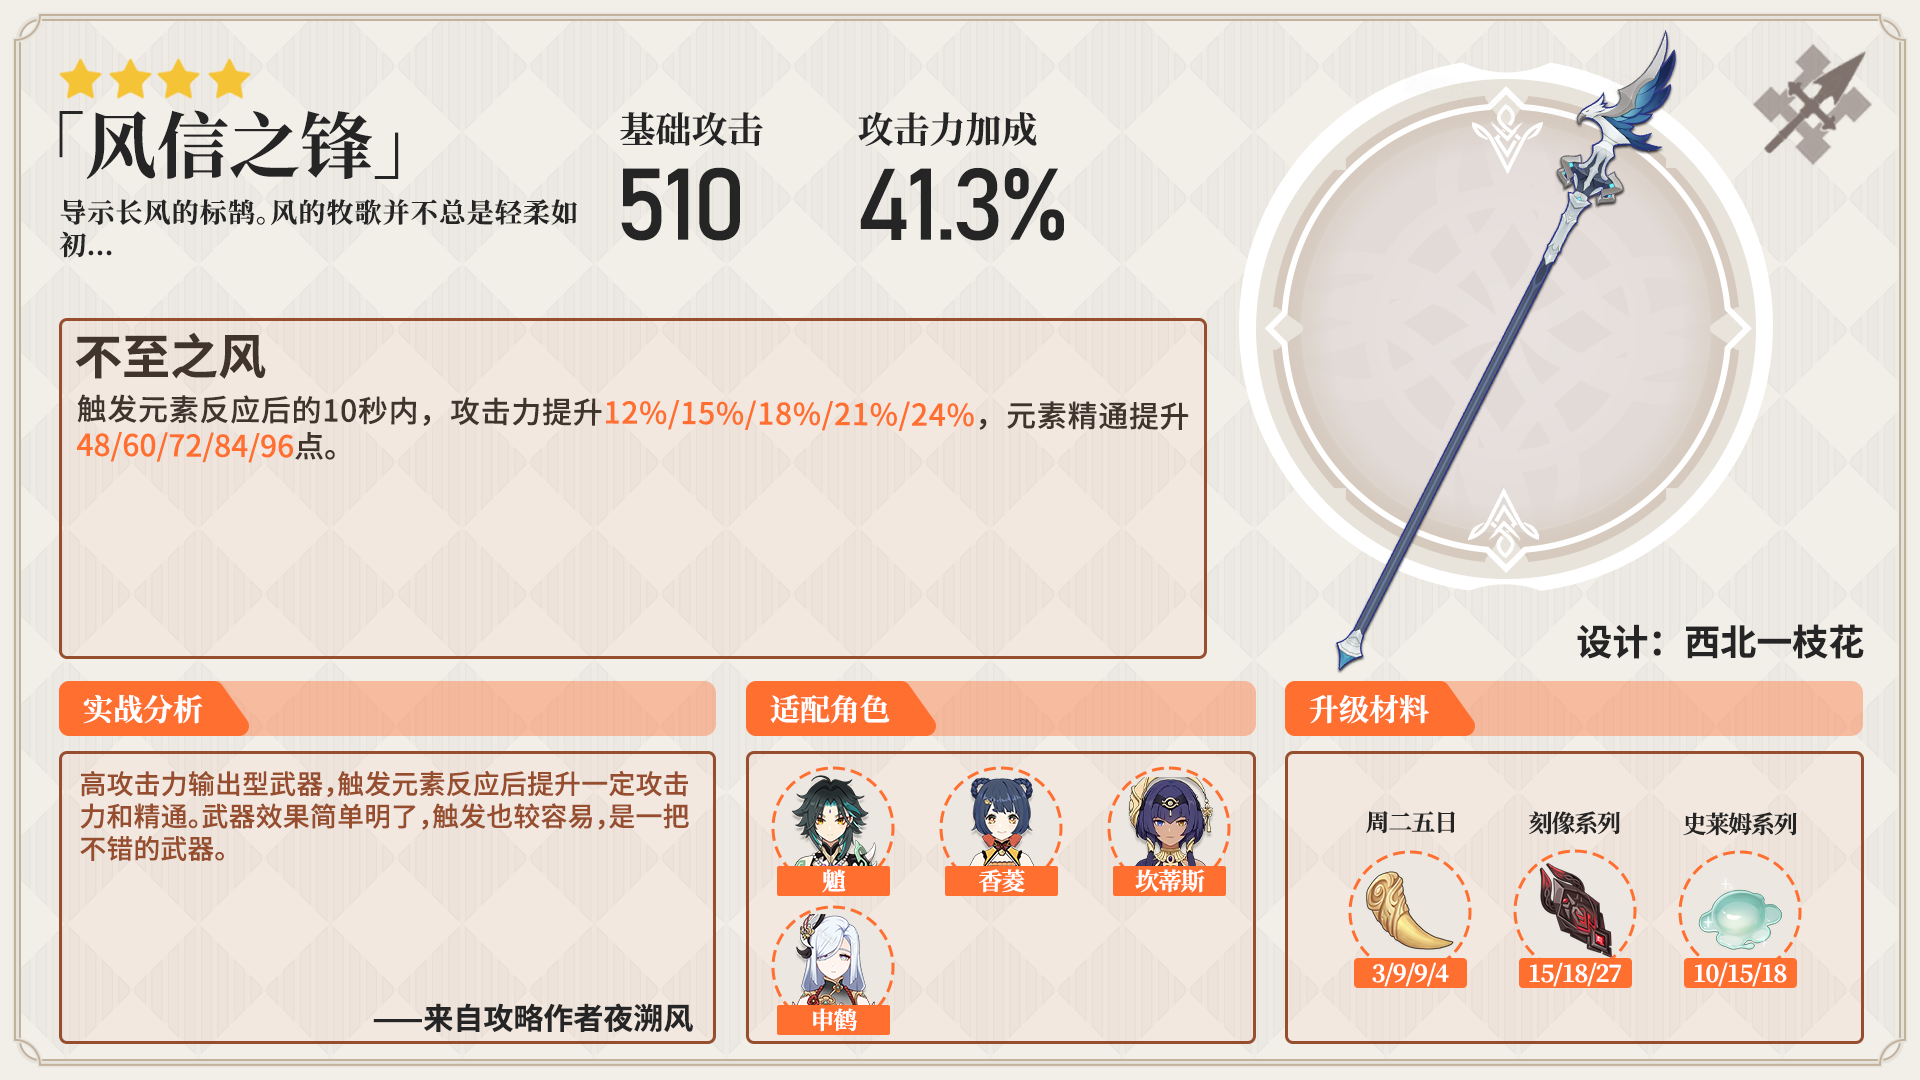 「风信之锋」
导示长风的标鹄。风的牧歌并不总是轻柔如
初...
基础攻击
510
攻击力加成
41.3%
不至之风
触发元素反应后的10秒内，攻击力提升12%/15%/18%/21%/24%，元素精通提升
48/60/72/84/96点。
设计：西北一枝花
实战分析
高攻击力输出型武器,触发元素反应后提升一定攻击
力和精通。武器效果简单明了,触发也较容易,是一把
不错的武器。
——来自攻略作者夜溯风
适配角色
魈
香菱
坎蒂斯
申鹤
升级材料
周二五日
刻像系列
史莱姆系列
3/9/9/4
15/18/27
10/15/18